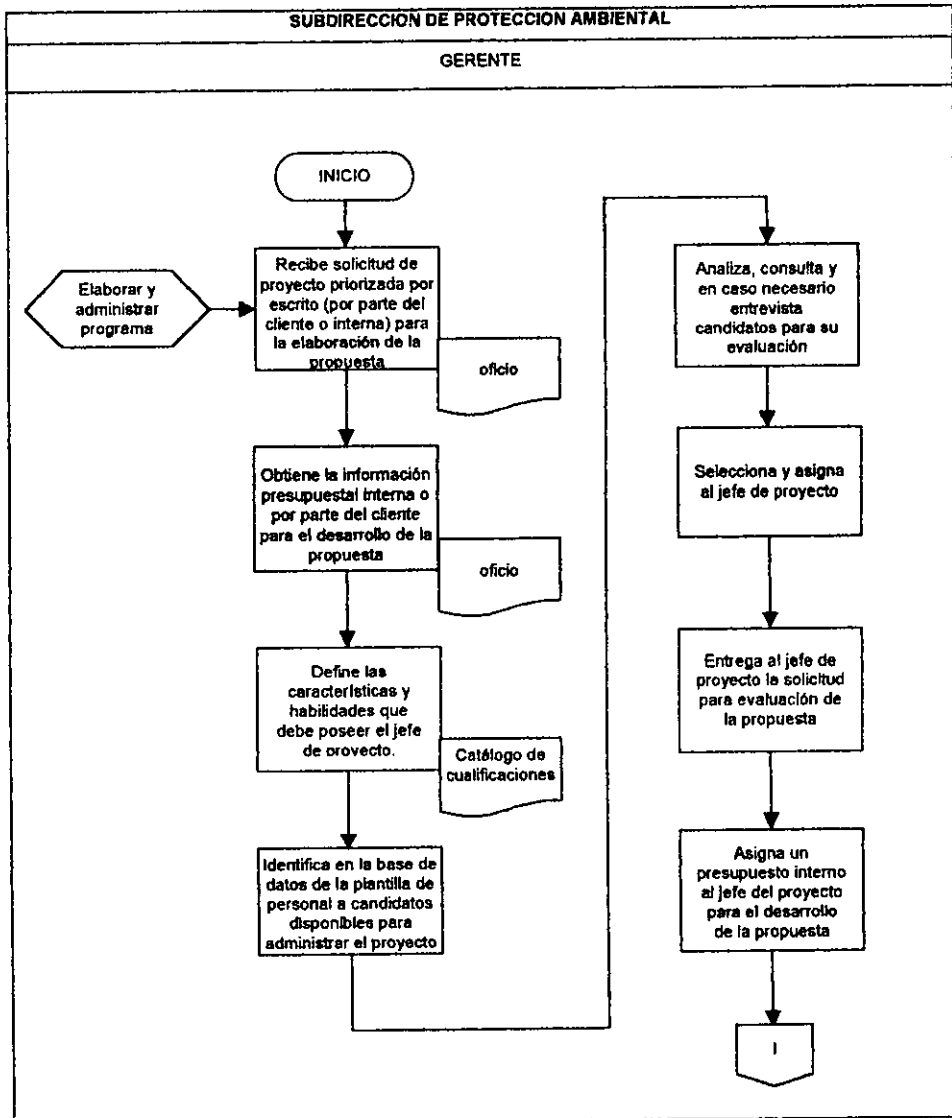 SUBDIRECCION DE PROTECCION AMBIENTAL
GERENTE
INICIO
Elaborar y
administrar
programa
Recibe solicitud de
proyecto priorizada por
escrito (por parte del
cliente o interna) para
la elaboración de la
propuesta
oficio
Obtiene la información
presupuestal interna o
por parte del cliente
para el desarrollo de la
propuesta
oficio
Define las
características y
habilidades que
debe poseer el jefe
de proyecto.
Catálogo de
cualificaciones
Identifica en la base de
datos de la plantilla de
personal a candidatos
disponibles para
administrar el proyecto
Analiza, consulta y
en caso necesario
entrevista
candidatos para su
evaluación
Selecciona y asigna
al jefe de proyecto
Entrega al jefe de
proyecto la solicitud
para evaluación de
la propuesta
Asigna un
presupuesto interno
al jefe del proyecto
para el desarrollo
de la propuesta
I